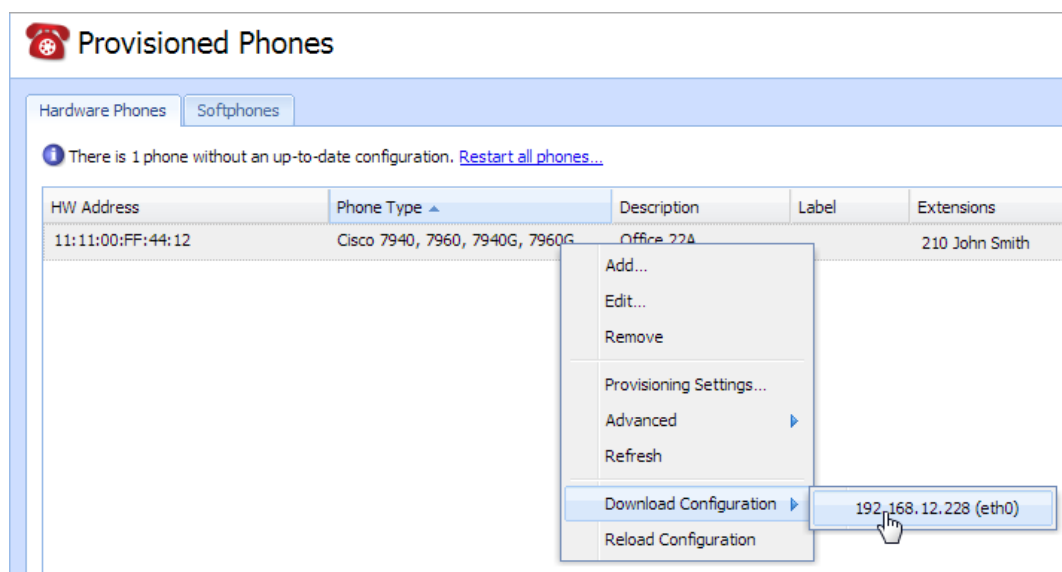 Provisioned Phones
Hardware Phones Softphones
There is 1 phone without an up-to-date configuration. Restart all phones...
HW Address Phone Type Description Label Extensions
11:11:00:FF:44:12 Cisco 7940, 7960, 7940G, 7960G Office 22A 210 John Smith
Add...
Edit...
Remove
Provisioning Settings...
Advanced
Refresh
Download Configuration 192.168.12.228 (eth0)
Reload Configuration